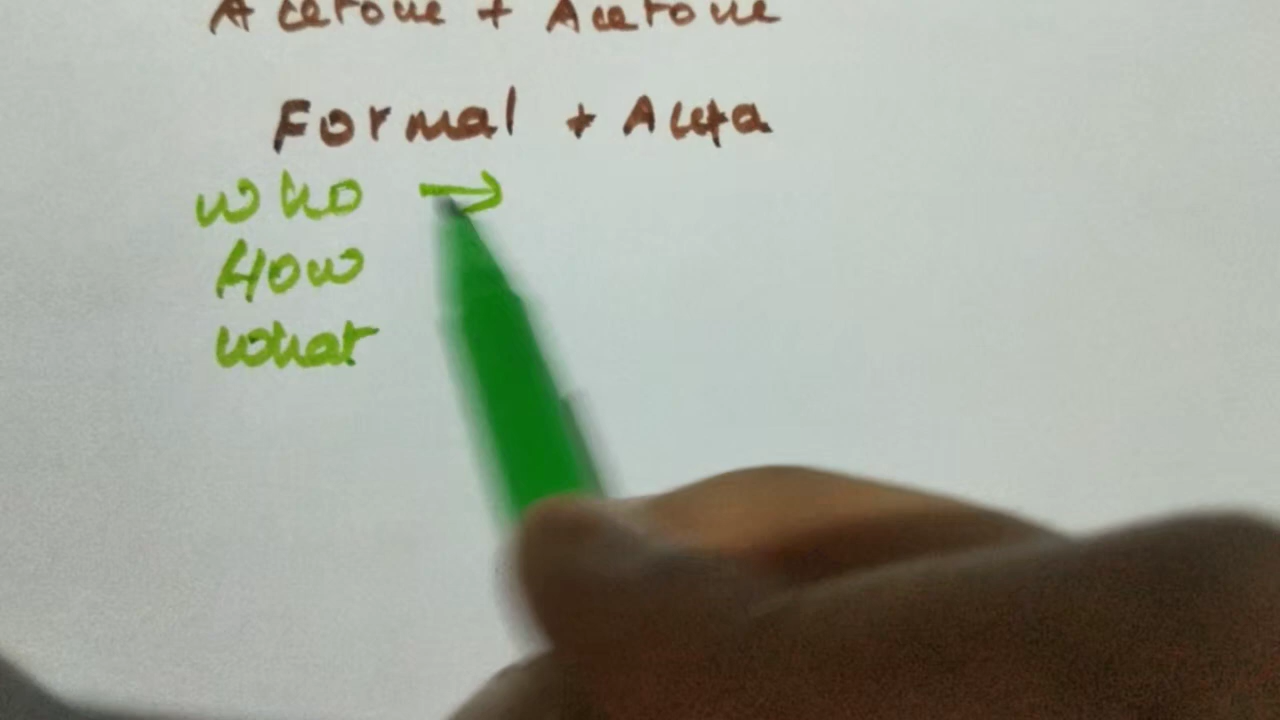 Acetone + Acetone
Formal + Aceta
who →
How
what